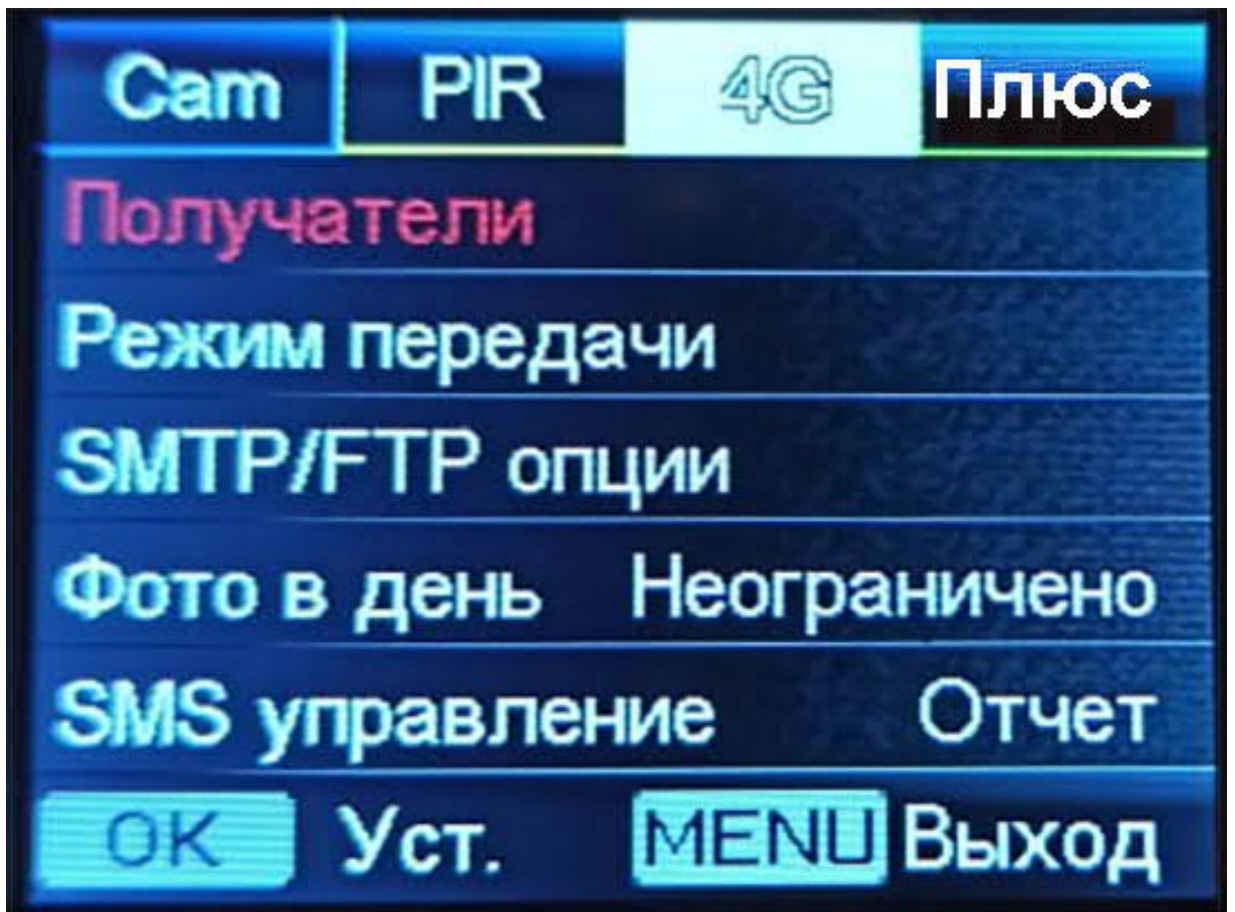 Cam PIR 4G Плюс
Получатели
Режим передачи
SMTP/FTP опции
Фото в день Неограничено
SMS управление Отчет
OK Уст. MENU Выход